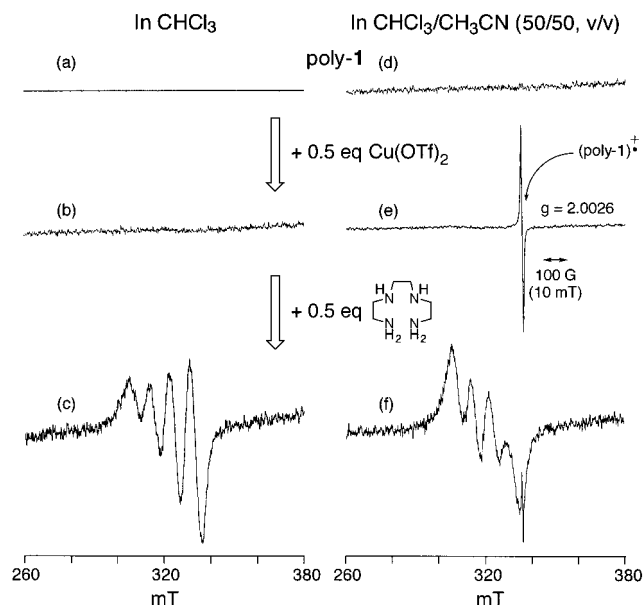 In CHCl3
In CHCl3/CH3CN (50/50, v/v)
(a)
poly-1
(d)
+ 0.5 eq Cu(OTf)2
(poly-1)+•
(b)
(e)
g = 2.0026
100 G
(10 mT)
+ 0.5 eq
H H
N N
N N
H2 H2
(c)
(f)
260 320 380
260 320 380
mT
mT